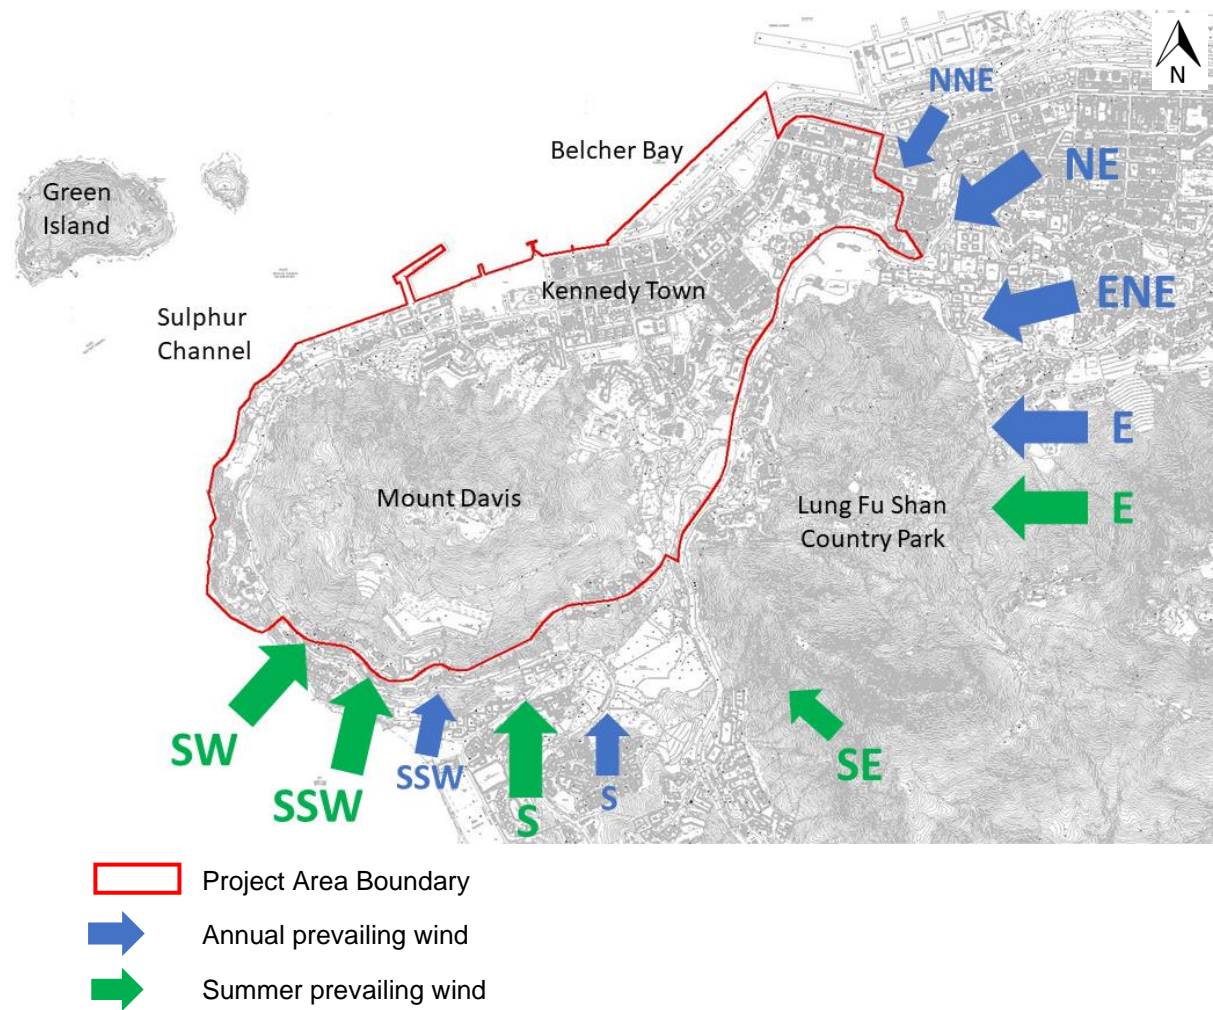 N
NNE
Belcher Bay
NE
Green
Island
ENE
Kennedy Town
Sulphur
Channel
E
Mount Davis
Lung Fu Shan
Country Park
E
SW
SSW
SSW
S
S
SE
Project Area Boundary
Annual prevailing wind
Summer prevailing wind